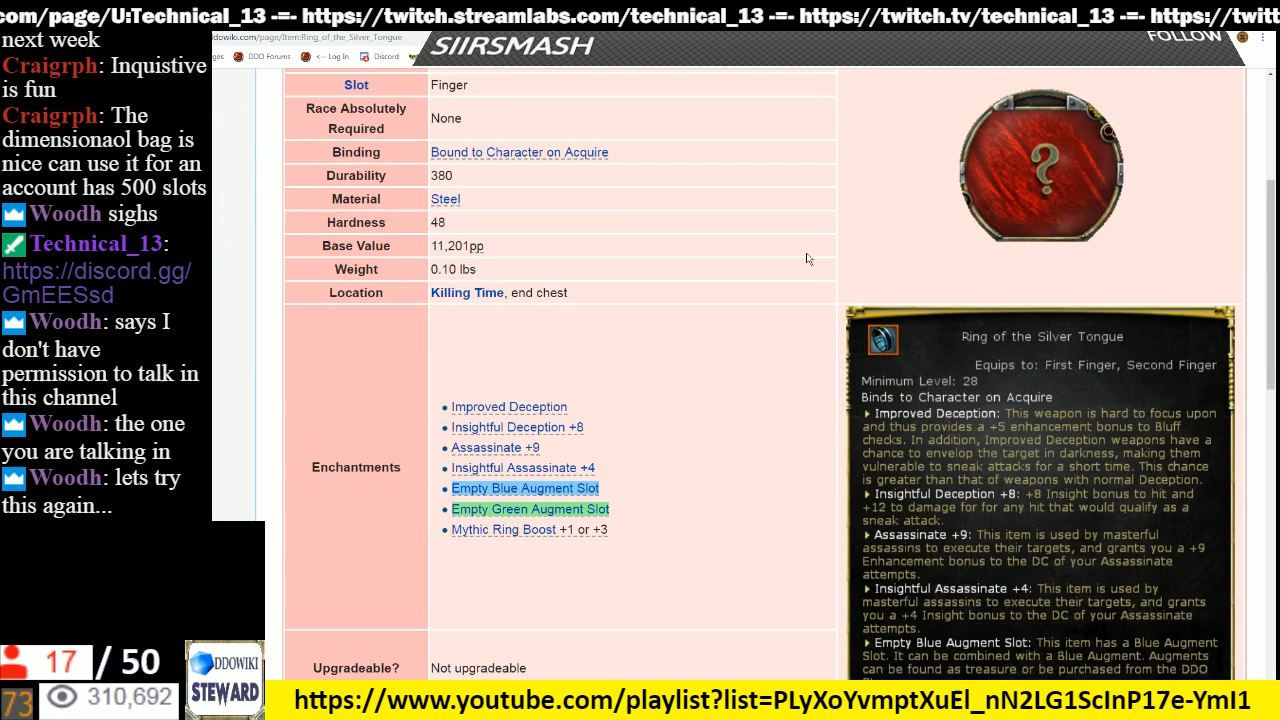 com/page/U:Technical_13 -=- https://twitch.streamlabs.com/technical_13 -=- https://twitch.tv/technical_13 -=- https://twitt
next week
Craigrph: Inquistive
is fun
Craigrph: The
dimensionaol bag is
nice can use it for an
account has 500 slots
Woodh sighs
Technical_13:
https://discord.gg/
GmEESsd
Woodh: says I
don't have
permission to talk in
this channel
Woodh: the one
you are talking in
Woodh: lets try
this again...
17 / 50
73 310,692
DDOWIKI
STEWARD
ddowiki.com/page/Item:Ring_of_the_Silver_Tongue
ges DDO Forums <-- Log In Discord
SIIRSMASH
FOLLOW
Slot Finger
Race Absolutely
Required None
Binding Bound to Character on Acquire
Durability 380
Material Steel
Hardness 48
Base Value 11,201pp
Weight 0.10 lbs
Location Killing Time, end chest
Enchantments
• Improved Deception
• Insightful Deception +8
• Assassinate +9
• Insightful Assassinate +4
• Empty Blue Augment Slot
• Empty Green Augment Slot
• Mythic Ring Boost +1 or +3
Upgradeable? Not upgradeable
?
Ring of the Silver Tongue
Equips to: First Finger, Second Finger
Minimum Level: 28
Binds to Character on Acquire
Improved Deception: This weapon is hard to focus upon
and thus provides a +5 enhancement bonus to Bluff
checks. In addition, Improved Deception weapons have a
chance to envelop the target in darkness, making them
vulnerable to sneak attacks for a short time. This chance
is greater than that of weapons with normal Deception.
Insightful Deception +8: +8 Insight bonus to hit and
+12 to damage for for any hit that would qualify as a
sneak attack.
Assassinate +9: This item is used by masterful
assassins to execute their targets, and grants you a +9
Enhancement bonus to the DC of your Assassinate
attempts.
Insightful Assassinate +4: This item is used by
masterful assassins to execute their targets, and grants
you a +4 Insight bonus to the DC of your Assassinate
attempts.
Empty Blue Augment Slot: This item has a Blue Augment
Slot. It can be combined with a Blue Augment. Augments
can be found as treasure or be purchased from the DDO
https://www.youtube.com/playlist?list=PLyXoYvmptXuEl_nN2LG1ScInP17e-YmI1